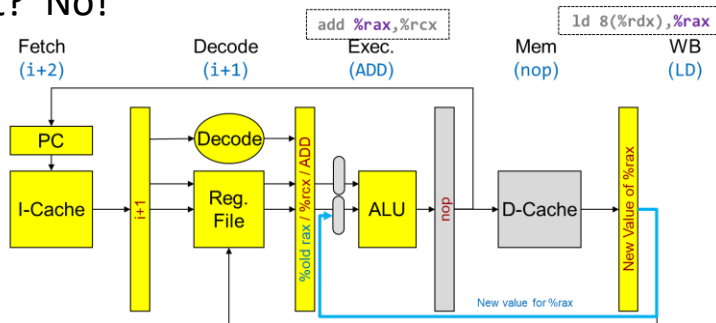 t? No!
add %rax,%rcx
ld 8(%rdx),%rax
Fetch
(i+2)
Decode
(i+1)
Exec.
(ADD)
Mem
(nop)
WB
(LD)
PC
I-Cache
i+1
Decode
Reg.
File
%old rax / %rcx / ADD
ALU
nop
D-Cache
New Value of %rax
New value for %rax